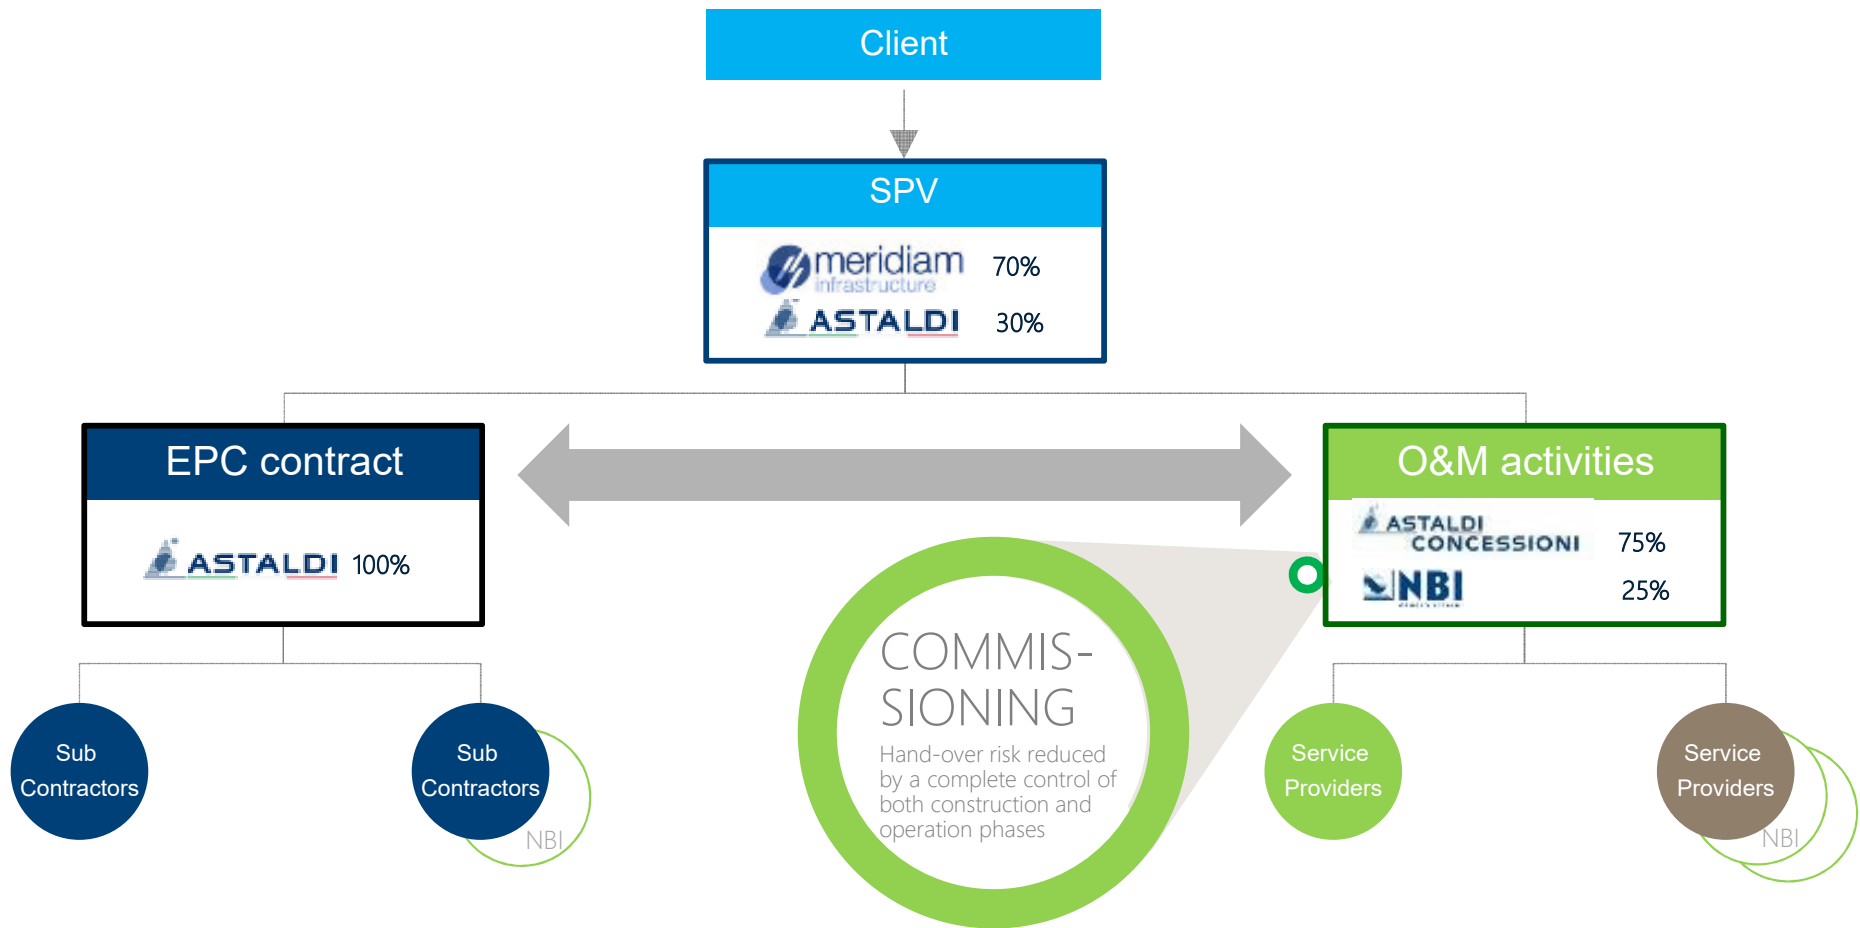 Client
SPV
meridiam
infrastructure
70%
ASTALDI
30%
EPC contract
ASTALDI
100%
O&M activities
ASTALDI
CONCESSIONI
75%
NBI
25%
COMMIS-
SIONING
Hand-over risk reduced
by a complete control of
both construction and
operation phases
Sub
Contractors
Sub
Contractors
NBI
Service
Providers
Service
Providers
NBI